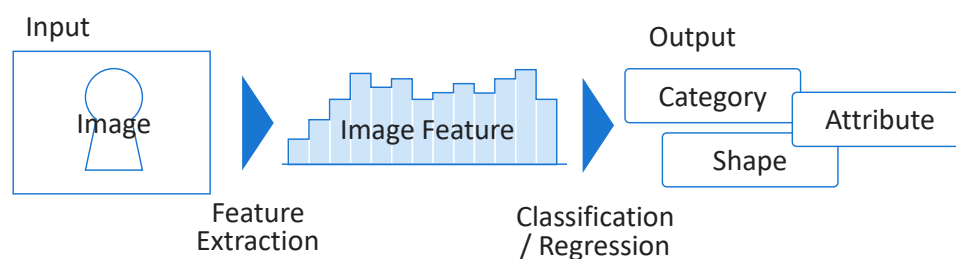 Input
Image
Feature
Extraction
Image Feature
Classification
/ Regression
Output
Category
Attribute
Shape